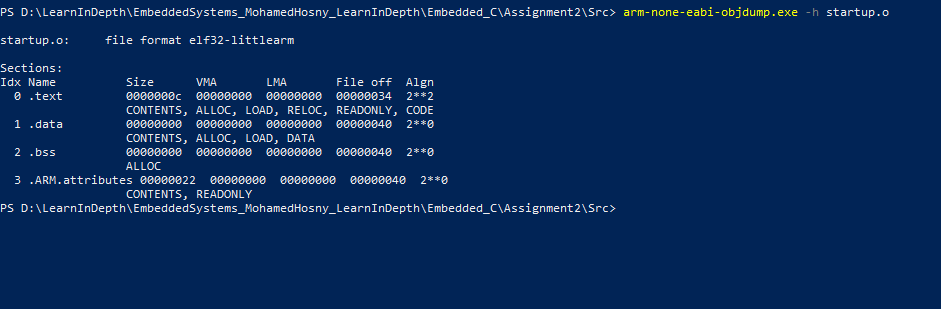 PS D:\LearnInDepth\EmbeddedSystems_MohamedHosny_LearnInDepth\Embedded_C\Assignment2\Src> arm-none-eabi-objdump.exe -h startup.o
startup.o:     file format elf32-littlearm
Sections:
Idx Name          Size      VMA       LMA       File off  Algn
  0 .text         0000000c  00000000  00000000  00000034  2**2
                  CONTENTS, ALLOC, LOAD, RELOC, READONLY, CODE
  1 .data         00000000  00000000  00000000  00000040  2**0
                  CONTENTS, ALLOC, LOAD, DATA
  2 .bss          00000000  00000000  00000000  00000040  2**0
                  ALLOC
  3 .ARM.attributes 00000022  00000000  00000000  00000040  2**0
                  CONTENTS, READONLY
PS D:\LearnInDepth\EmbeddedSystems_MohamedHosny_LearnInDepth\Embedded_C\Assignment2\Src>